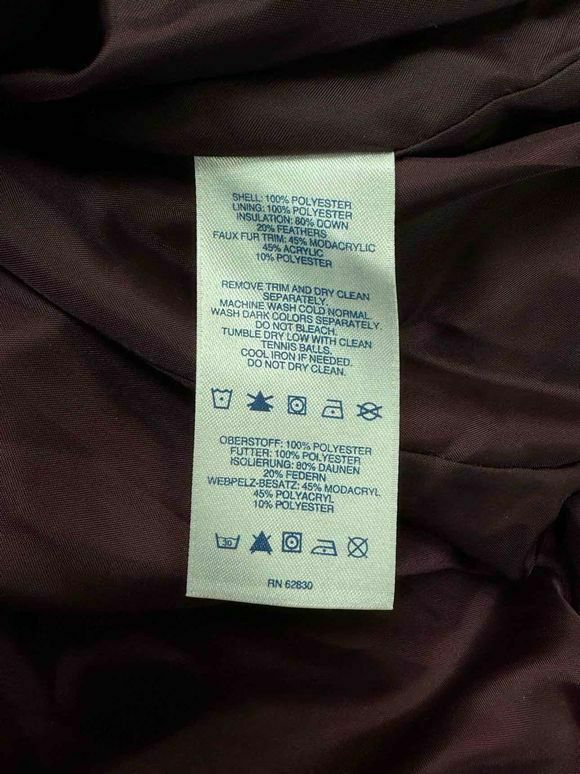 SHELL: 100% POLYESTER
LINING: 100% POLYESTER
INSULATION: 80% DOWN
20% FEATHERS
FAUX FUR TRIM: 45% MODACRYLIC
45% ACRYLIC
10% POLYESTER
REMOVE TRIM AND DRY CLEAN
SEPARATELY.
MACHINE WASH COLD NORMAL
WASH DARK COLORS SEPARATELY.
DO NOT BLEACH.
TUMBLE DRY LOW WITH CLEAN
TENNIS BALLS.
COOL IRON IF NEEDED.
DO NOT DRY CLEAN.
OBERSTOFF: 100% POLYESTER
FUTTER: 100% POLYESTER
ISOLIERUNG: 80% DAUNEN
20% FEDERN
WEBPELZ-BESATZ: 45% MODACRYL
45% POLYACRYL
10% POLYESTER
30
RN 62830